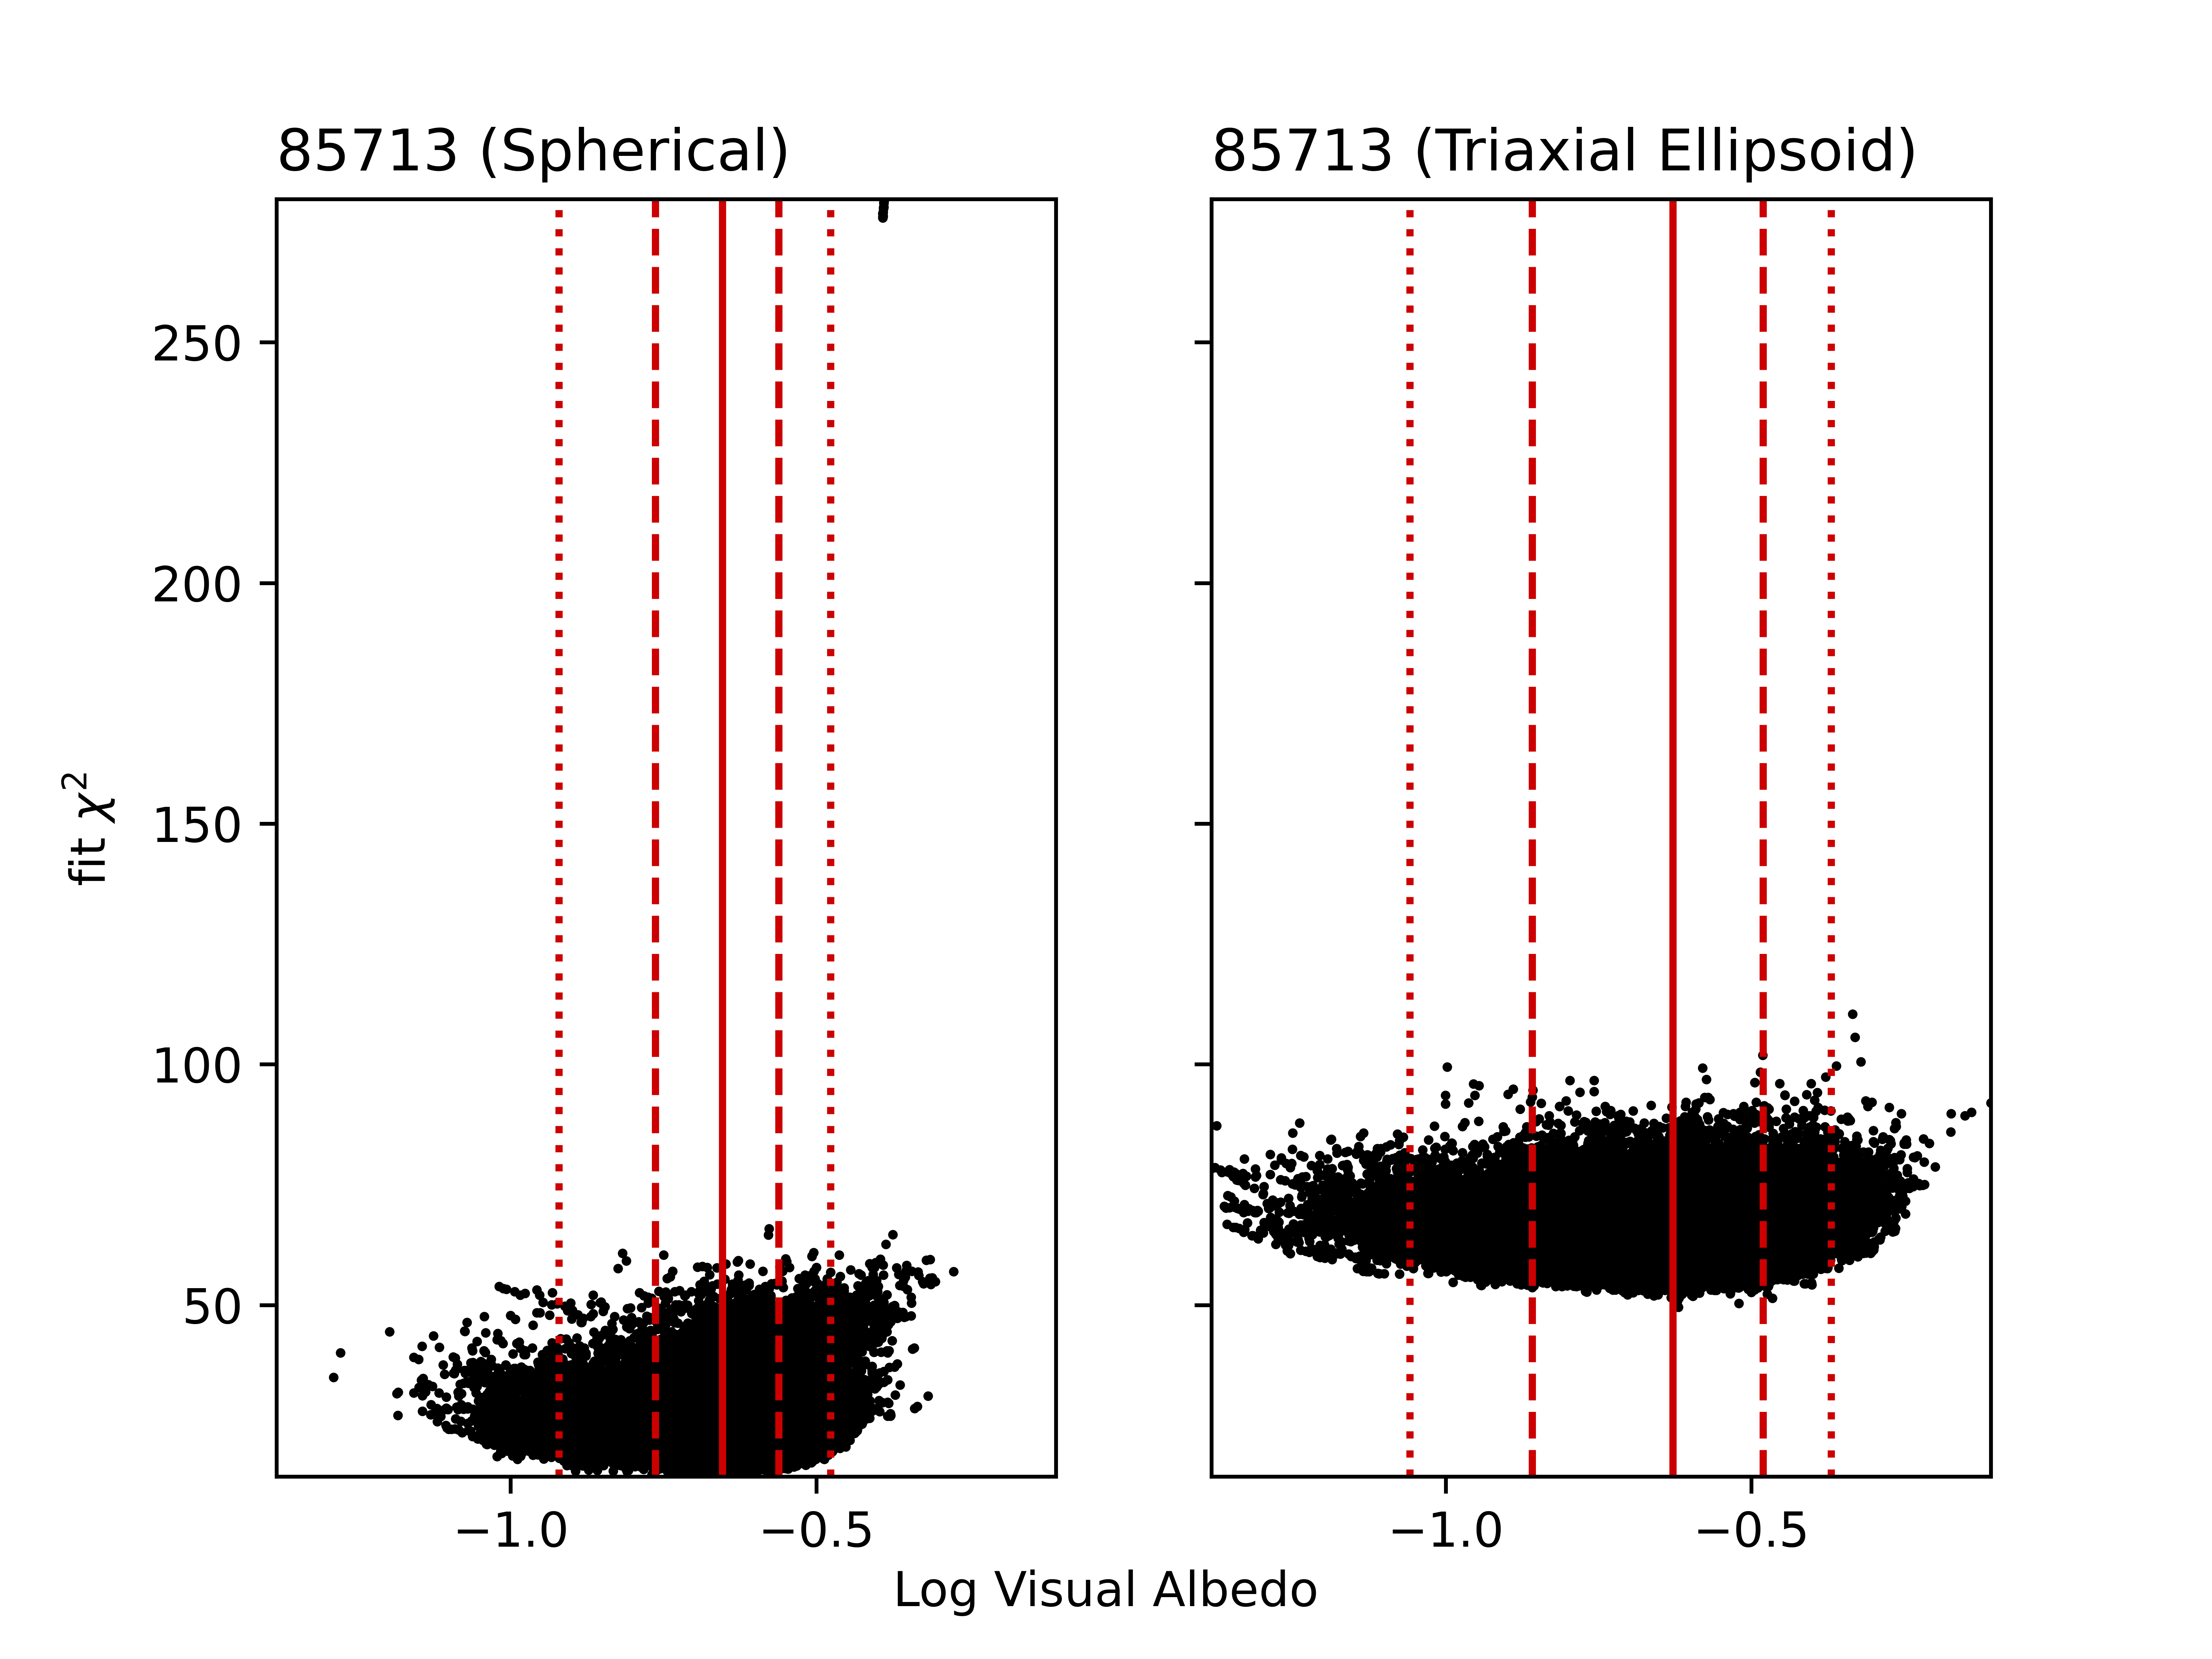 85713 (Spherical)
85713 (Triaxial Ellipsoid)
fit χ²
250
200
150
100
50
−1.0
−0.5
−1.0
−0.5
Log Visual Albedo